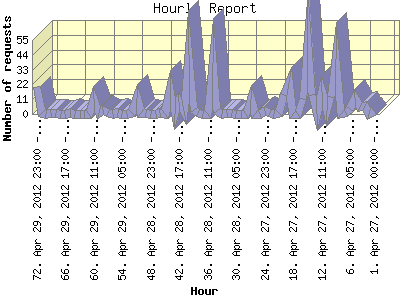 Hourly Report
Number of requests
55
44
33
22
11
0
72. Apr 29, 2012 23:00 -...
66. Apr 29, 2012 17:00 -...
60. Apr 29, 2012 11:00 -...
54. Apr 29, 2012 05:00 -...
48. Apr 28, 2012 23:00 -...
42. Apr 28, 2012 17:00 -...
36. Apr 28, 2012 11:00 -...
30. Apr 28, 2012 05:00 -...
24. Apr 27, 2012 23:00 -...
18. Apr 27, 2012 17:00 -...
12. Apr 27, 2012 11:00 -...
6. Apr 27, 2012 05:00 -...
1. Apr 27, 2012 00:00 -...
Hour